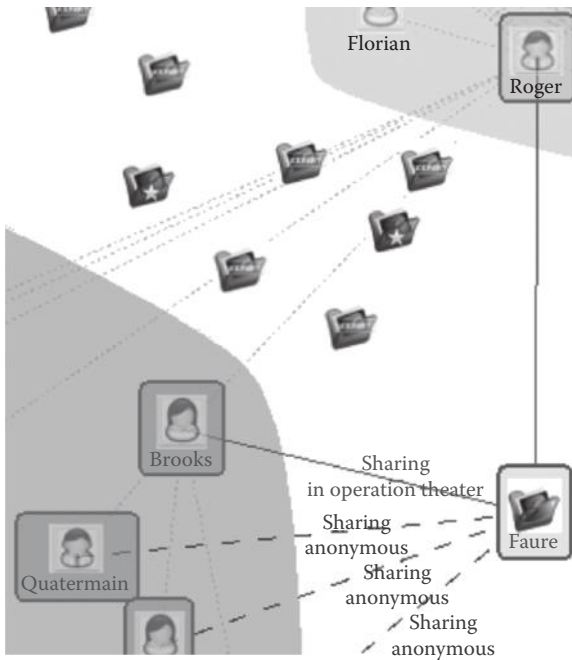 Florian
Roger
Brooks
Sharing
in operation theater
Faure
Sharing
anonymous
Quatermain
Sharing
anonymous
Sharing
anonymous